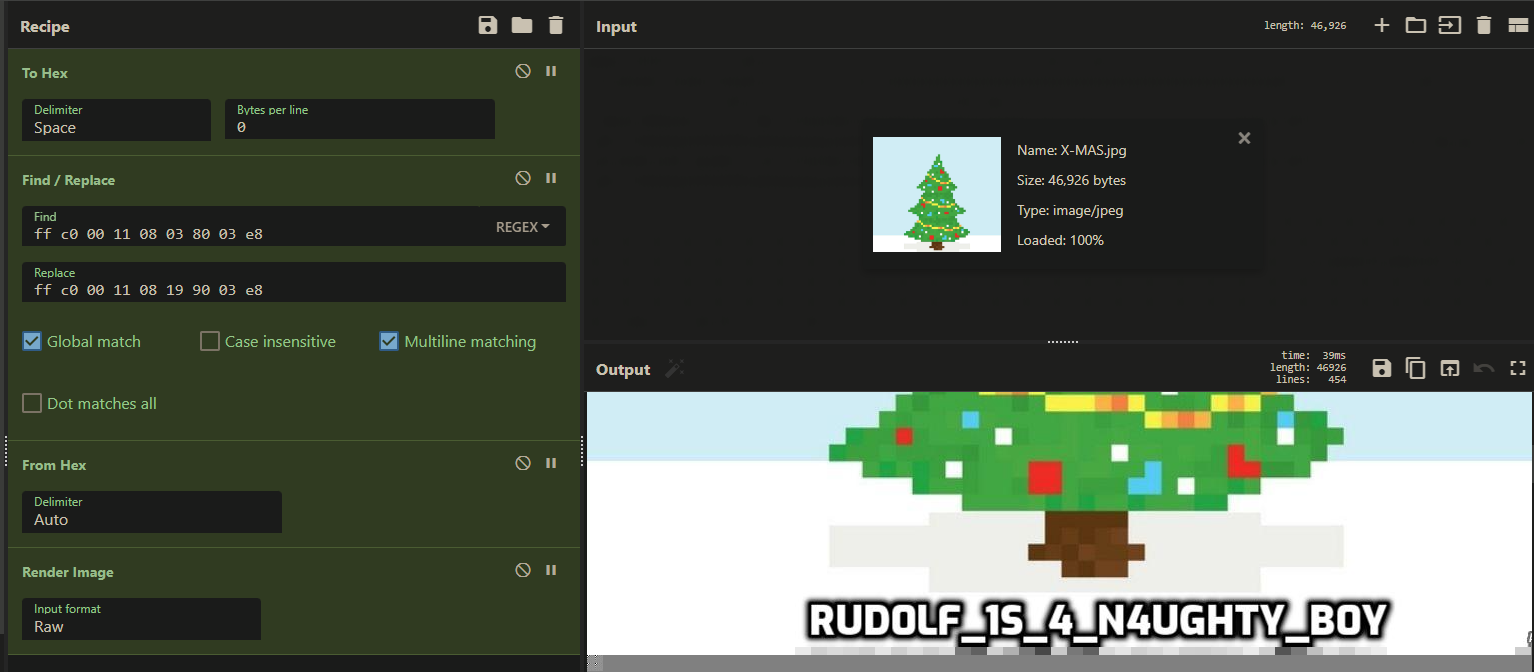 Recipe
To Hex
Delimiter
Space
Bytes per line
0
Find / Replace
Find
ff c0 00 11 08 03 80 03 e8
REGEX
Replace
ff c0 00 11 08 19 90 03 e8
Global match
Case insensitive
Multiline matching
Dot matches all
From Hex
Delimiter
Auto
Render Image
Input format
Raw
Input
length: 46,926
Name: X-MAS.jpg
Size: 46,926 bytes
Type: image/jpeg
Loaded: 100%
Output
time: 39ms
length: 46926
lines: 454
RUDOLF_1S_4_N4UGHTY_BOY